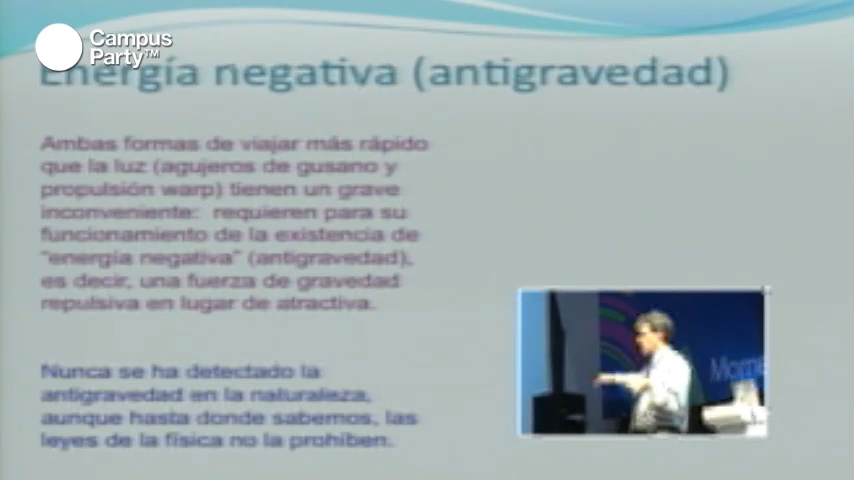 Campus
Party™
Energía negativa (antigravedad)
Ambas formas de viajar más rápido
que la luz (agujeros de gusano y
propulsión warp) tienen un grave
inconveniente: requieren para su
funcionamiento de la existencia de
“energía negativa” (antigravedad),
es decir, una fuerza de gravedad
repulsiva en lugar de atractiva.
Nunca se ha detectado la
antigravedad en la naturaleza,
aunque hasta donde sabemos, las
leyes de la física no la prohiben.